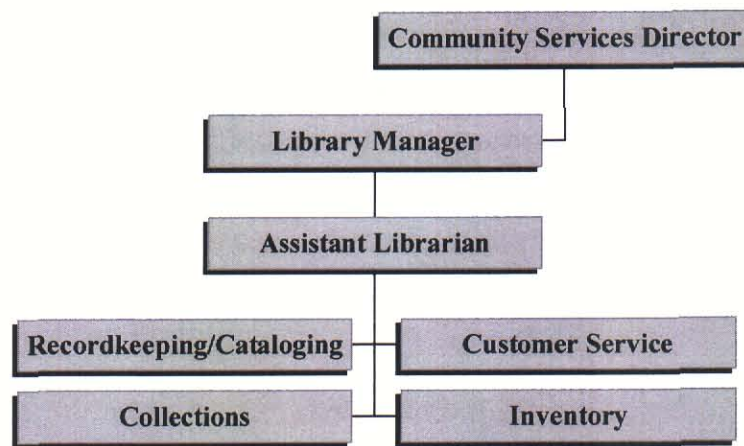 Community Services Director
Library Manager
Assistant Librarian
Recordkeeping/Cataloging
Customer Service
Collections
Inventory